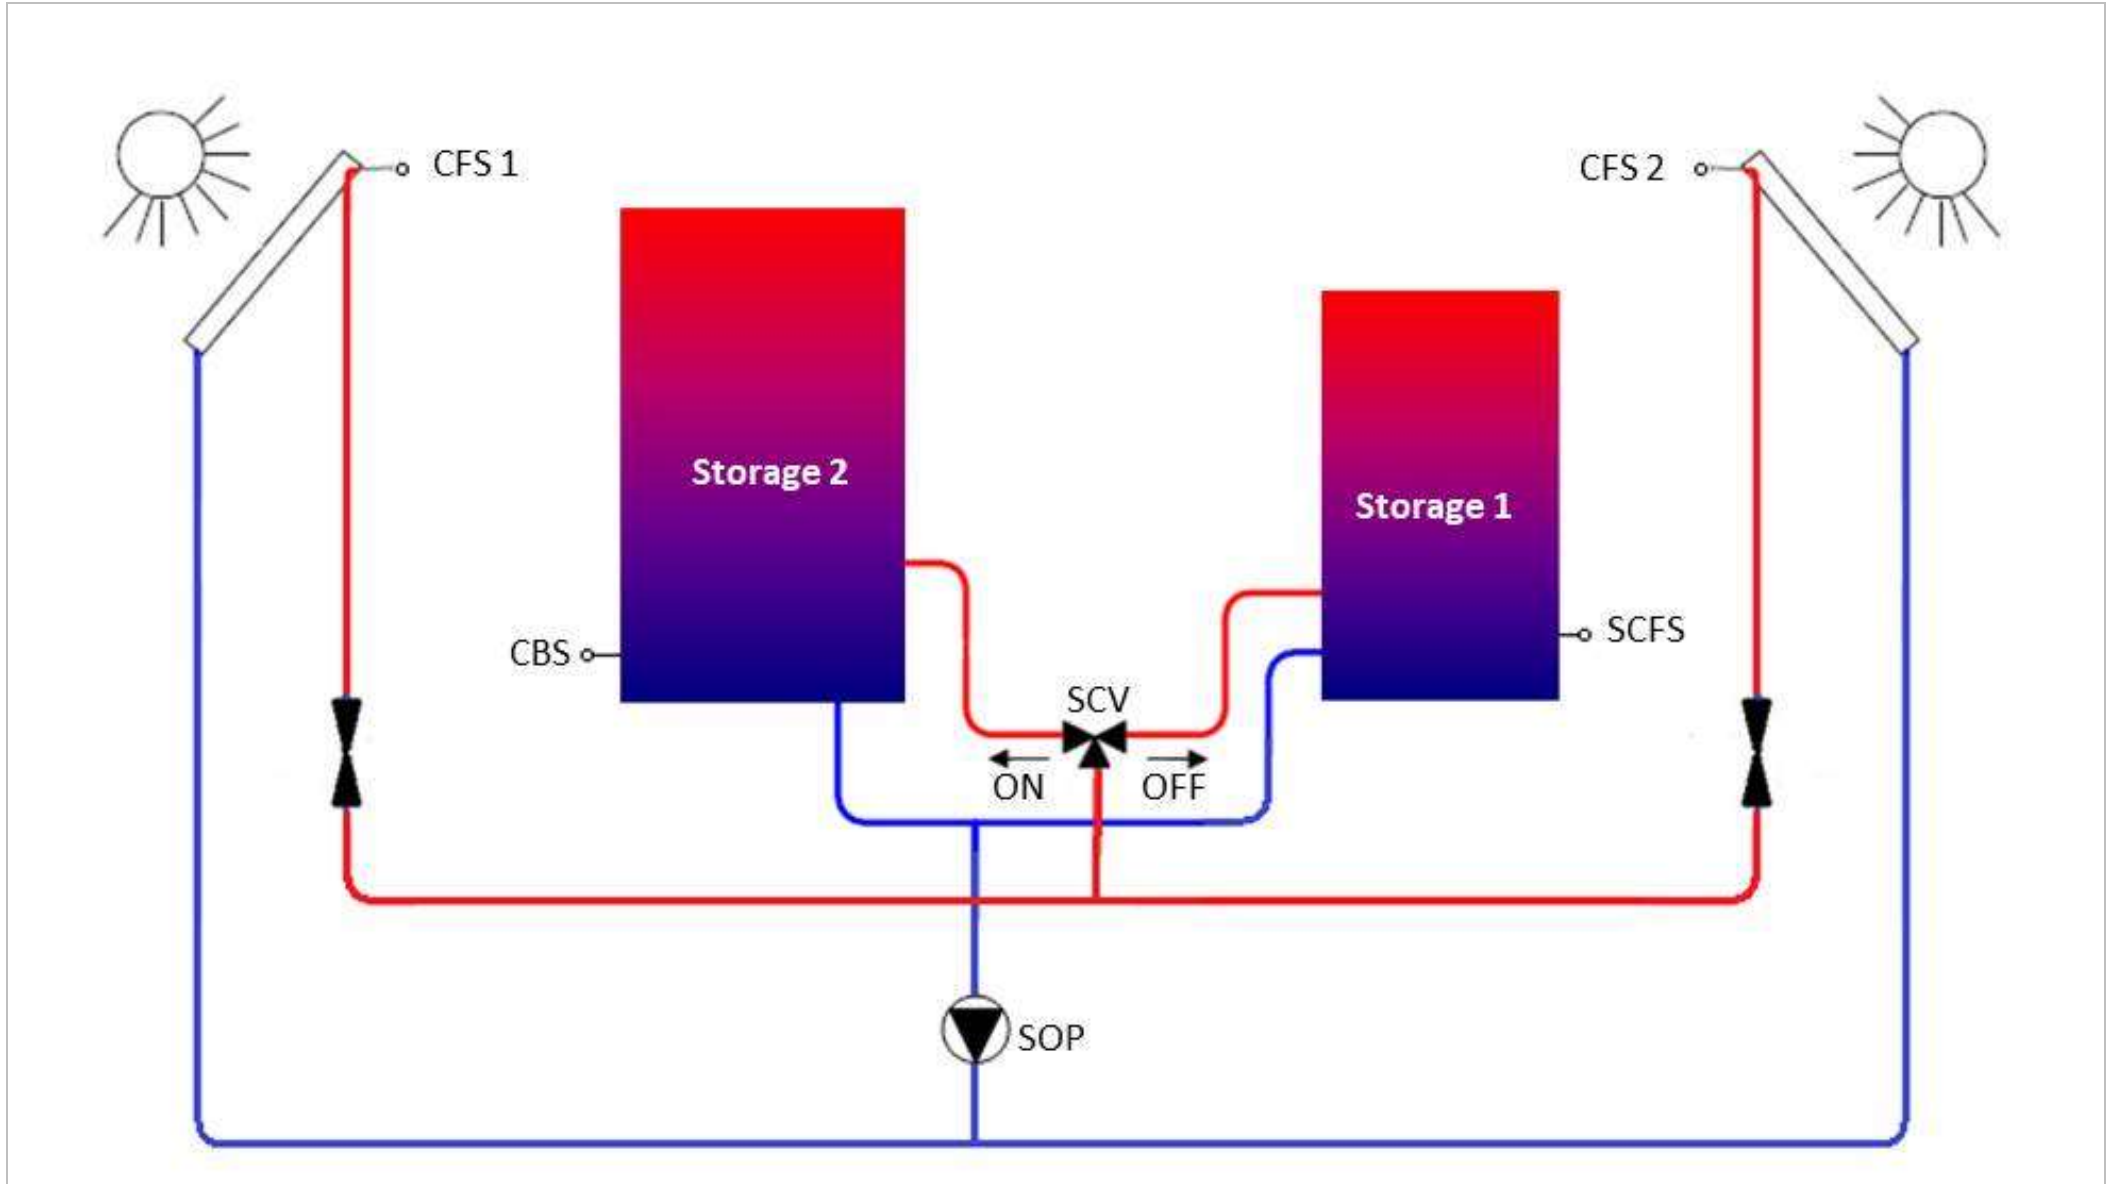 CFS 1
CFS 2
Storage 2
Storage 1
CBS
SCFS
SCV
ON
OFF
SOP